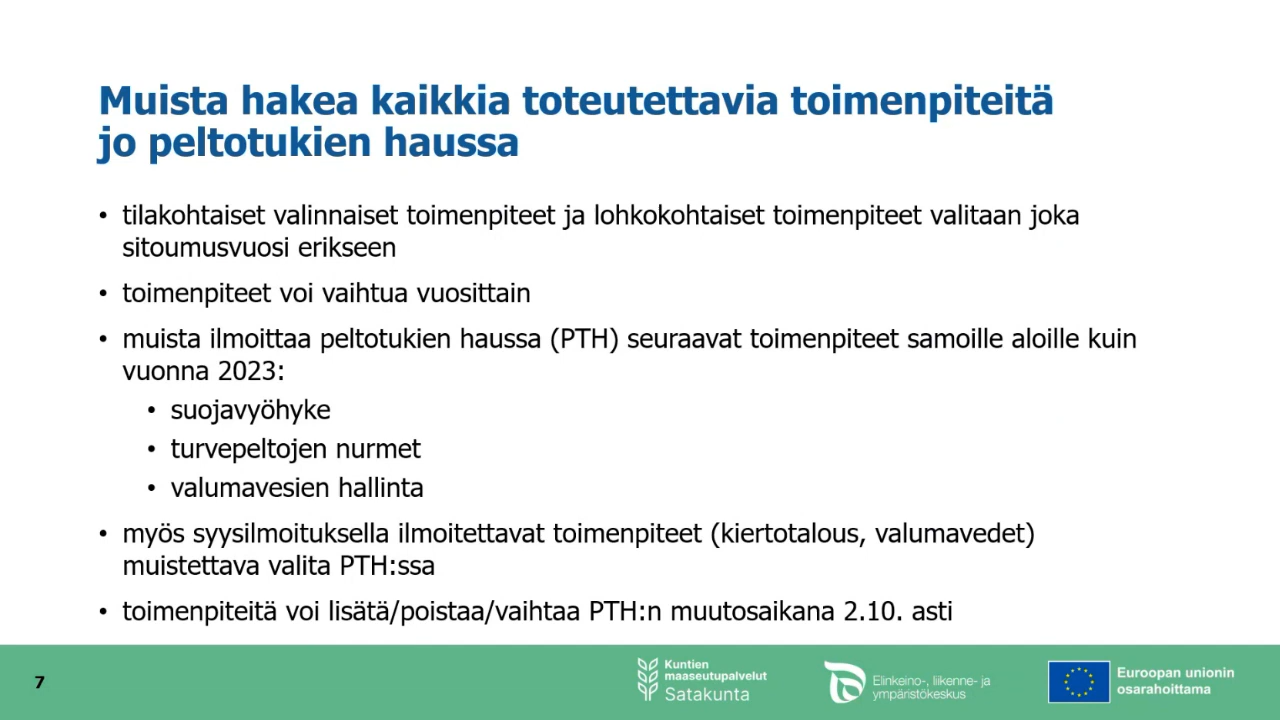 Muista hakea kaikkia toteutettavia toimenpiteitä
jo peltotukien haussa
• tilakohtaiset valinnaiset toimenpiteet ja lohkokohtaiset toimenpiteet valitaan joka
sitoumusvuosi erikseen
• toimenpiteet voi vaihtua vuosittain
• muista ilmoittaa peltotukien haussa (PTH) seuraavat toimenpiteet samoille aloille kuin
vuonna 2023:
• suojavyöhyke
• turvepeltojen nurmet
• valumavesien hallinta
• myös syysilmoituksella ilmoitettavat toimenpiteet (kiertotalous, valumavedet)
muistettava valita PTH:ssa
• toimenpiteitä voi lisätä/poistaa/vaihtaa PTH:n muutosaikana 2.10. asti
7
Kuntien
maaseutupalvelut
Satakunta
Elinkeino-, liikenne- ja
ympäristökeskus
Euroopan unionin
osarahoittama